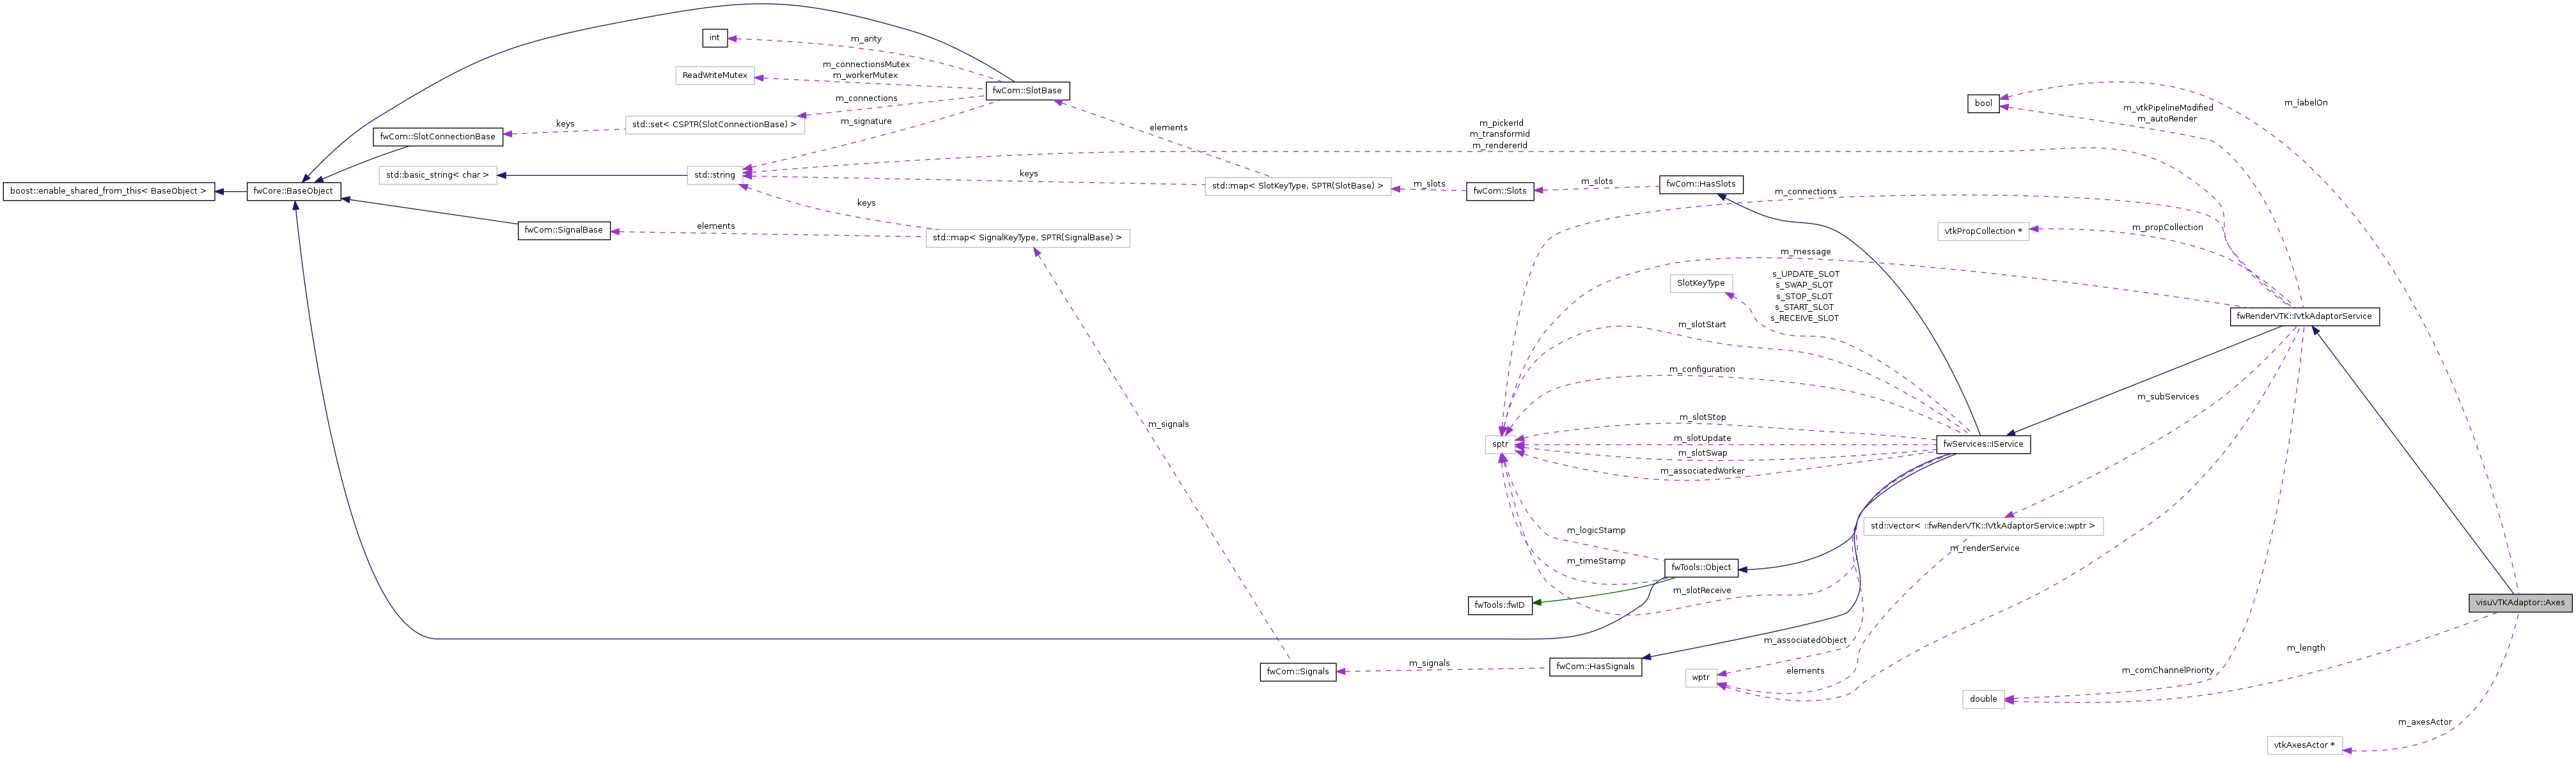 int
m_arity
ReadWriteMutex
m_connectionsMutex
m_workerMutex
fwCom::SlotBase
m_connections
std::set< CSPTR(SlotConnectionBase) >
keys
fwCom::SlotConnectionBase
m_signature
elements
std::basic_string< char >
std::string
boost::enable_shared_from_this< BaseObject >
fwCore::BaseObject
keys
std::map< SlotKeyType, SPTR(SlotBase) >
m_slots
fwCom::Slots
m_slots
fwCom::HasSlots
m_pickerId
m_transformId
m_rendererId
bool
m_vtkPipelineModified
m_autoRender
m_labelOn
keys
fwCom::SignalBase
elements
std::map< SignalKeyType, SPTR(SignalBase) >
m_connections
vtkPropCollection *
m_propCollection
m_message
SlotKeyType
s_UPDATE_SLOT
s_SWAP_SLOT
s_STOP_SLOT
s_START_SLOT
s_RECEIVE_SLOT
fwRenderVTK::IVtkAdaptorService
m_slotStart
m_configuration
m_slotStop
m_signals
sptr
m_slotUpdate
m_slotSwap
m_associatedWorker
fwServices::IService
m_subServices
std::vector< ::fwRenderVTK::IVtkAdaptorService::wptr >
m_logicStamp
m_timeStamp
m_renderService
fwTools::Object
m_slotReceive
fwTools::fwID
visuVTKAdaptor::Axes
m_associatedObject
m_length
fwCom::Signals
m_signals
fwCom::HasSignals
wptr
elements
m_comChannelPriority
double
m_axesActor
vtkAxesActor *